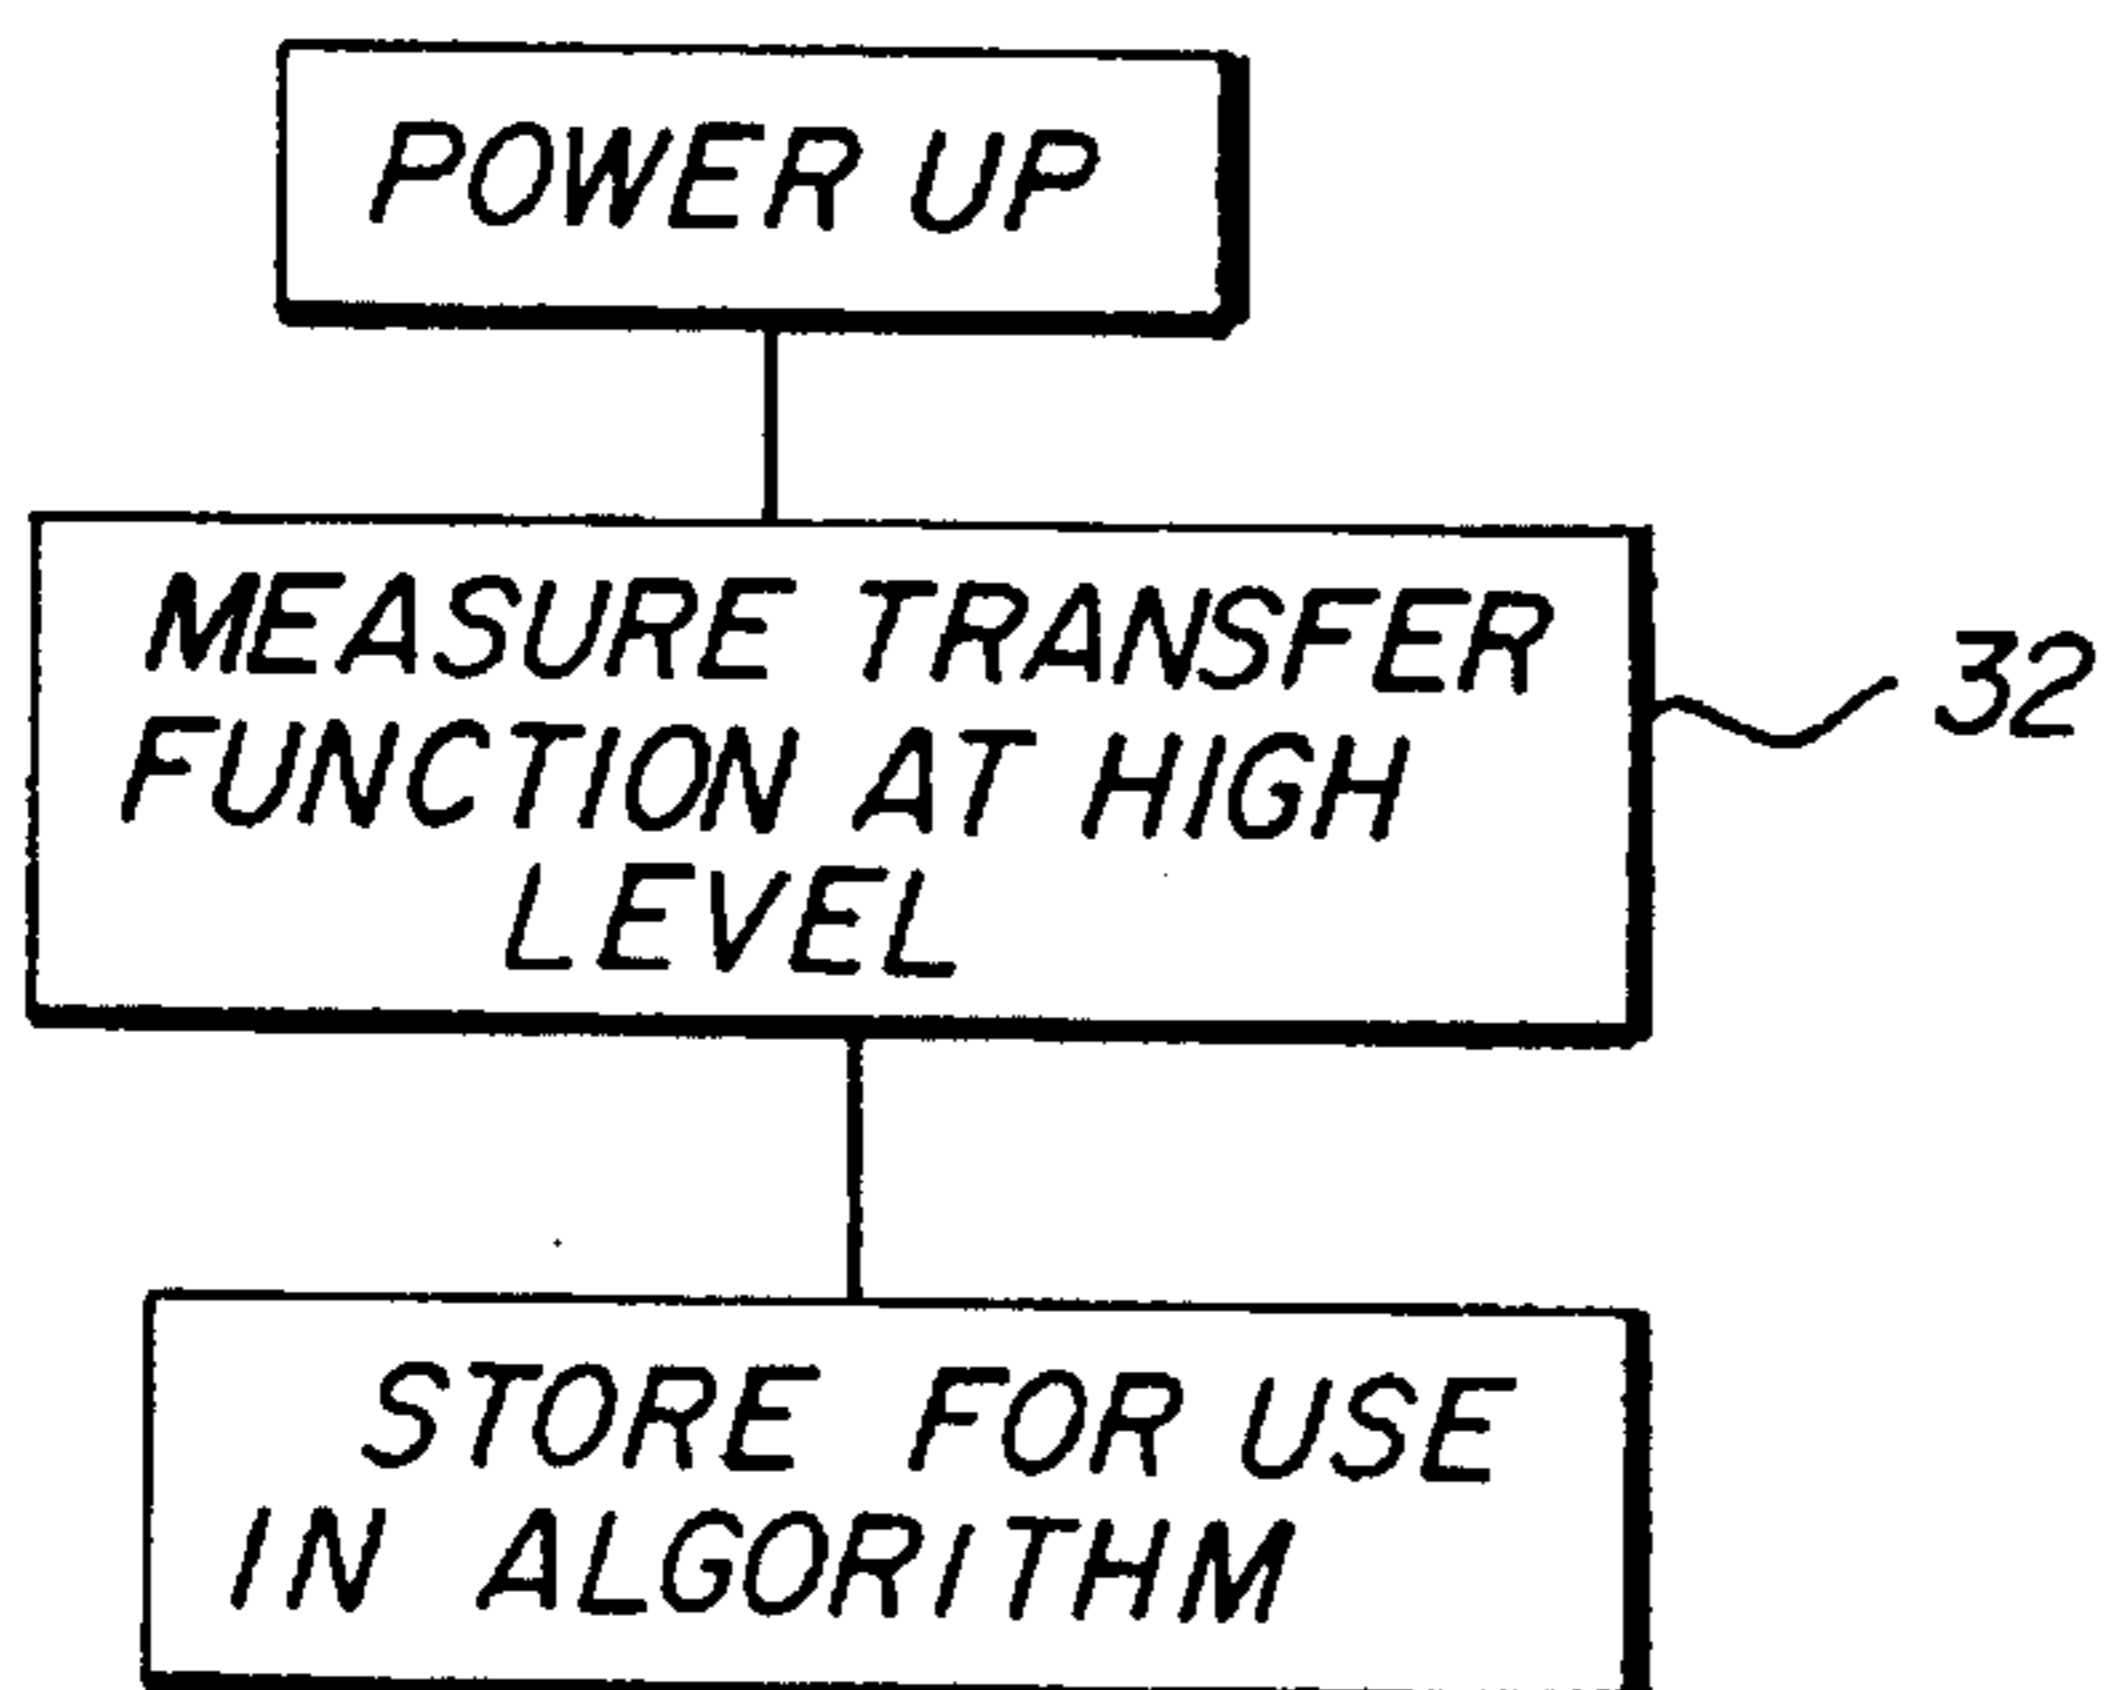 POWER UP
MEASURE TRANSFER
FUNCTION AT HIGH
LEVEL
32
STORE FOR USE
IN ALGORITHM